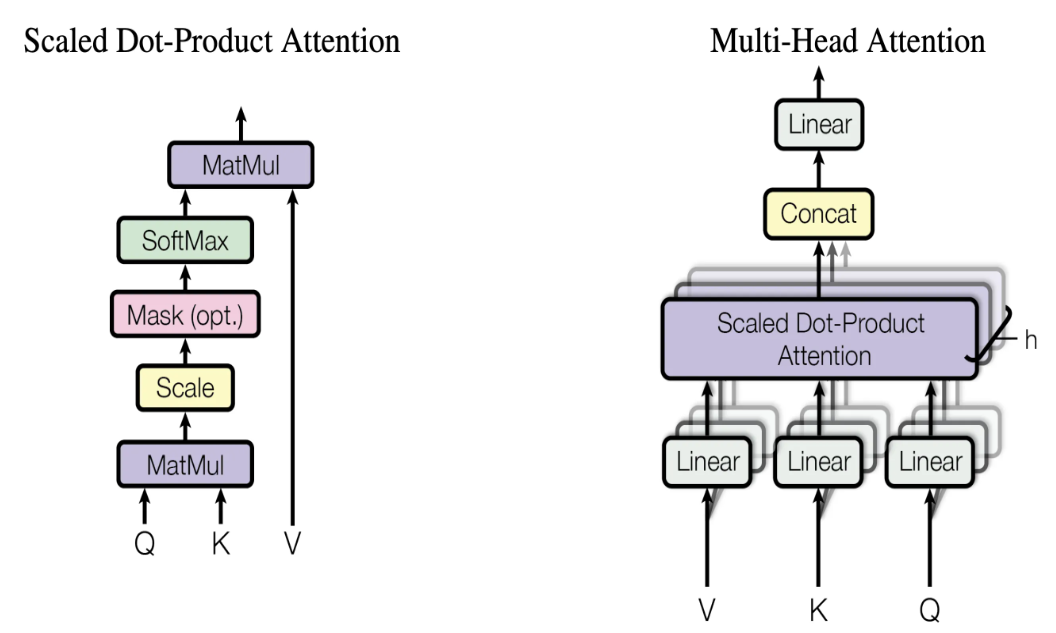 Scaled Dot-Product Attention
MatMul
SoftMax
Mask (opt.)
Scale
MatMul
Q K V
Multi-Head Attention
Linear
Concat
Scaled Dot-Product
Attention
h
Linear Linear Linear
V K Q